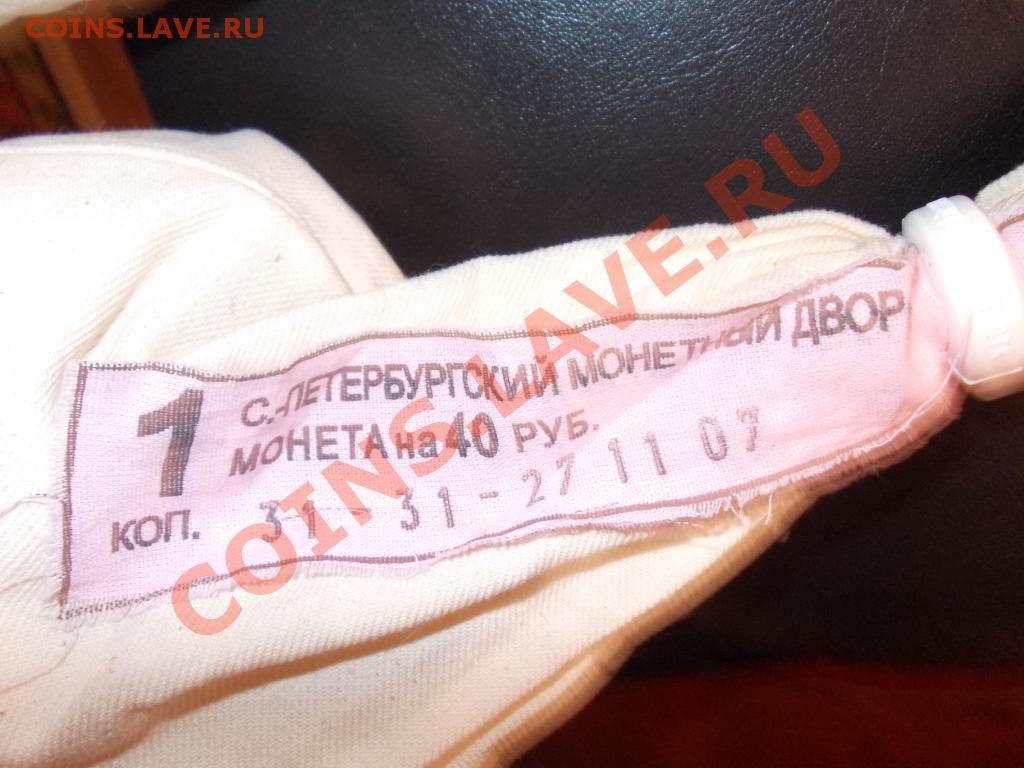 COINS.LAVE.RU
С.-ПЕТЕРБУРГСКИЙ МОНЕТНЫЙ ДВОР
1 МОНЕТА на 40 РУБ.
КОП. 31-31-27 11 07
COINS.LAVE.RU